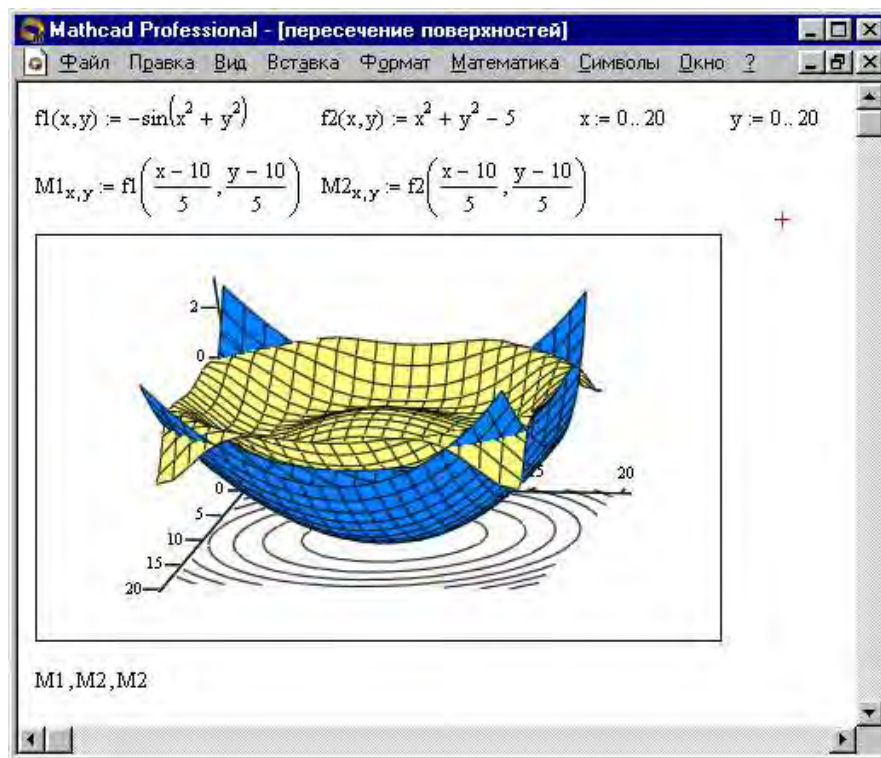 Mathcad Professional - [пересечение поверхностей]
Файл Правка Вид Вставка Формат Математика Символы Окно ?
f1(x,y) := -sin(x² + y²) f2(x,y) := x² + y² - 5 x := 0.. 20 y := 0.. 20
M1x,y := f1((x - 10)/5, (y - 10)/5) M2x,y := f2((x - 10)/5, (y - 10)/5)
2
0
0
5
10
15
20
15
20
M1,M2,M2